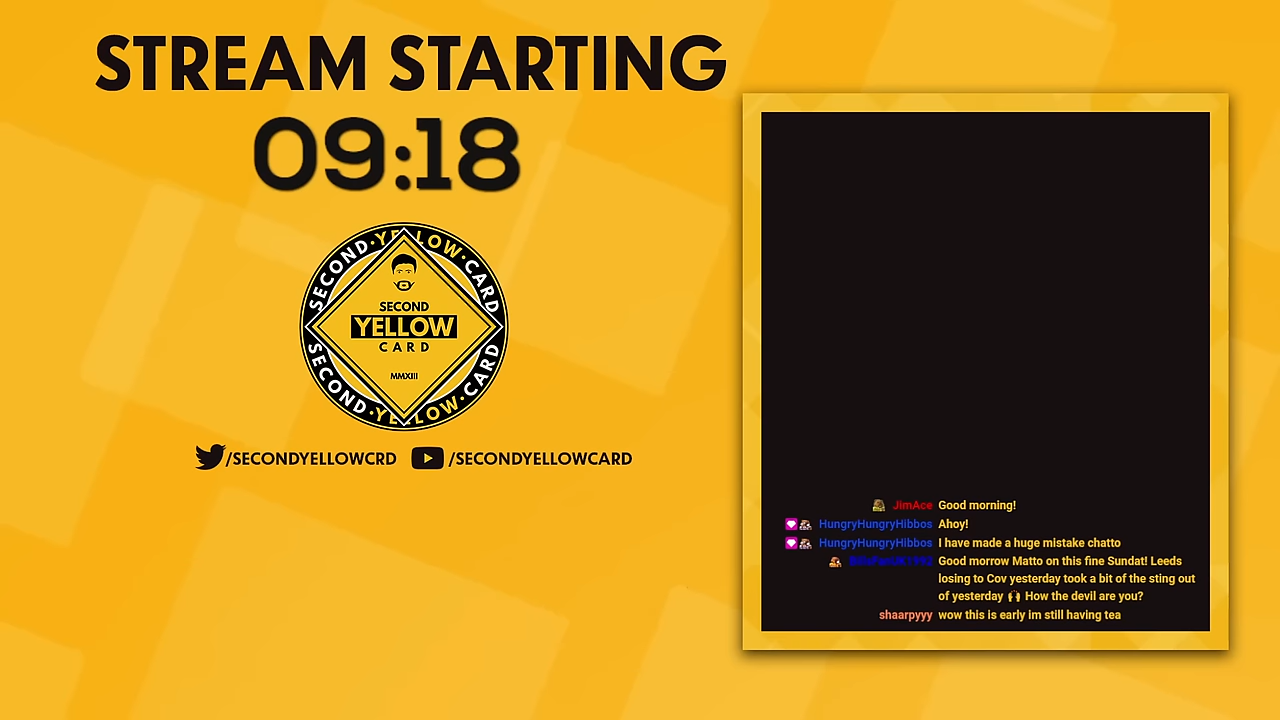 STREAM STARTING
09:18
SECOND·YELLOW·CARD
SECOND
YELLOW
CARD
MMXIII
SECOND·YELLOW·CARD
/SECONDYELLOWCRD /SECONDYELLOWCARD
JimAce Good morning!
HungryHungryHibbos Ahoy!
HungryHungryHibbos I have made a huge mistake chatto
Good morrow Matto on this fine Sundat! Leeds
losing to Cov yesterday took a bit of the sting out
of yesterday 🙌 How the devil are you?
shaarpyyy wow this is early im still having tea